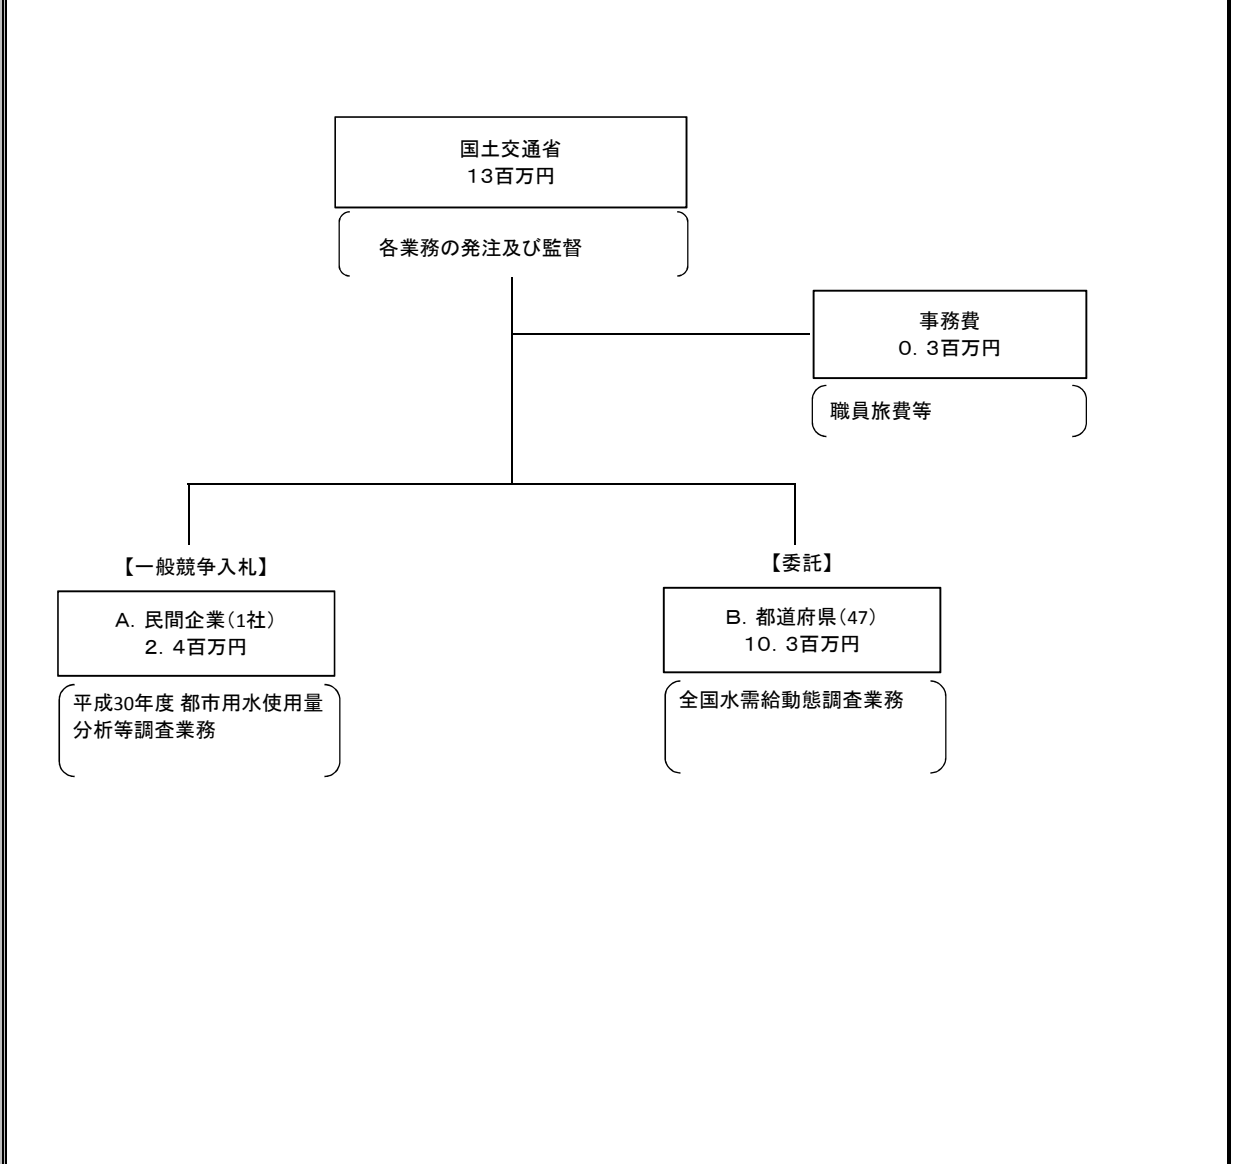 国土交通省
13百万円
各業務の発注及び監督
事務費
0．3百万円
職員旅費等
【一般競争入札】
A．民間企業（1社）
2．4百万円
平成30年度 都市用水使用量
分析等調査業務
【委託】
B．都道府県（47）
10．3百万円
全国水需給動態調査業務